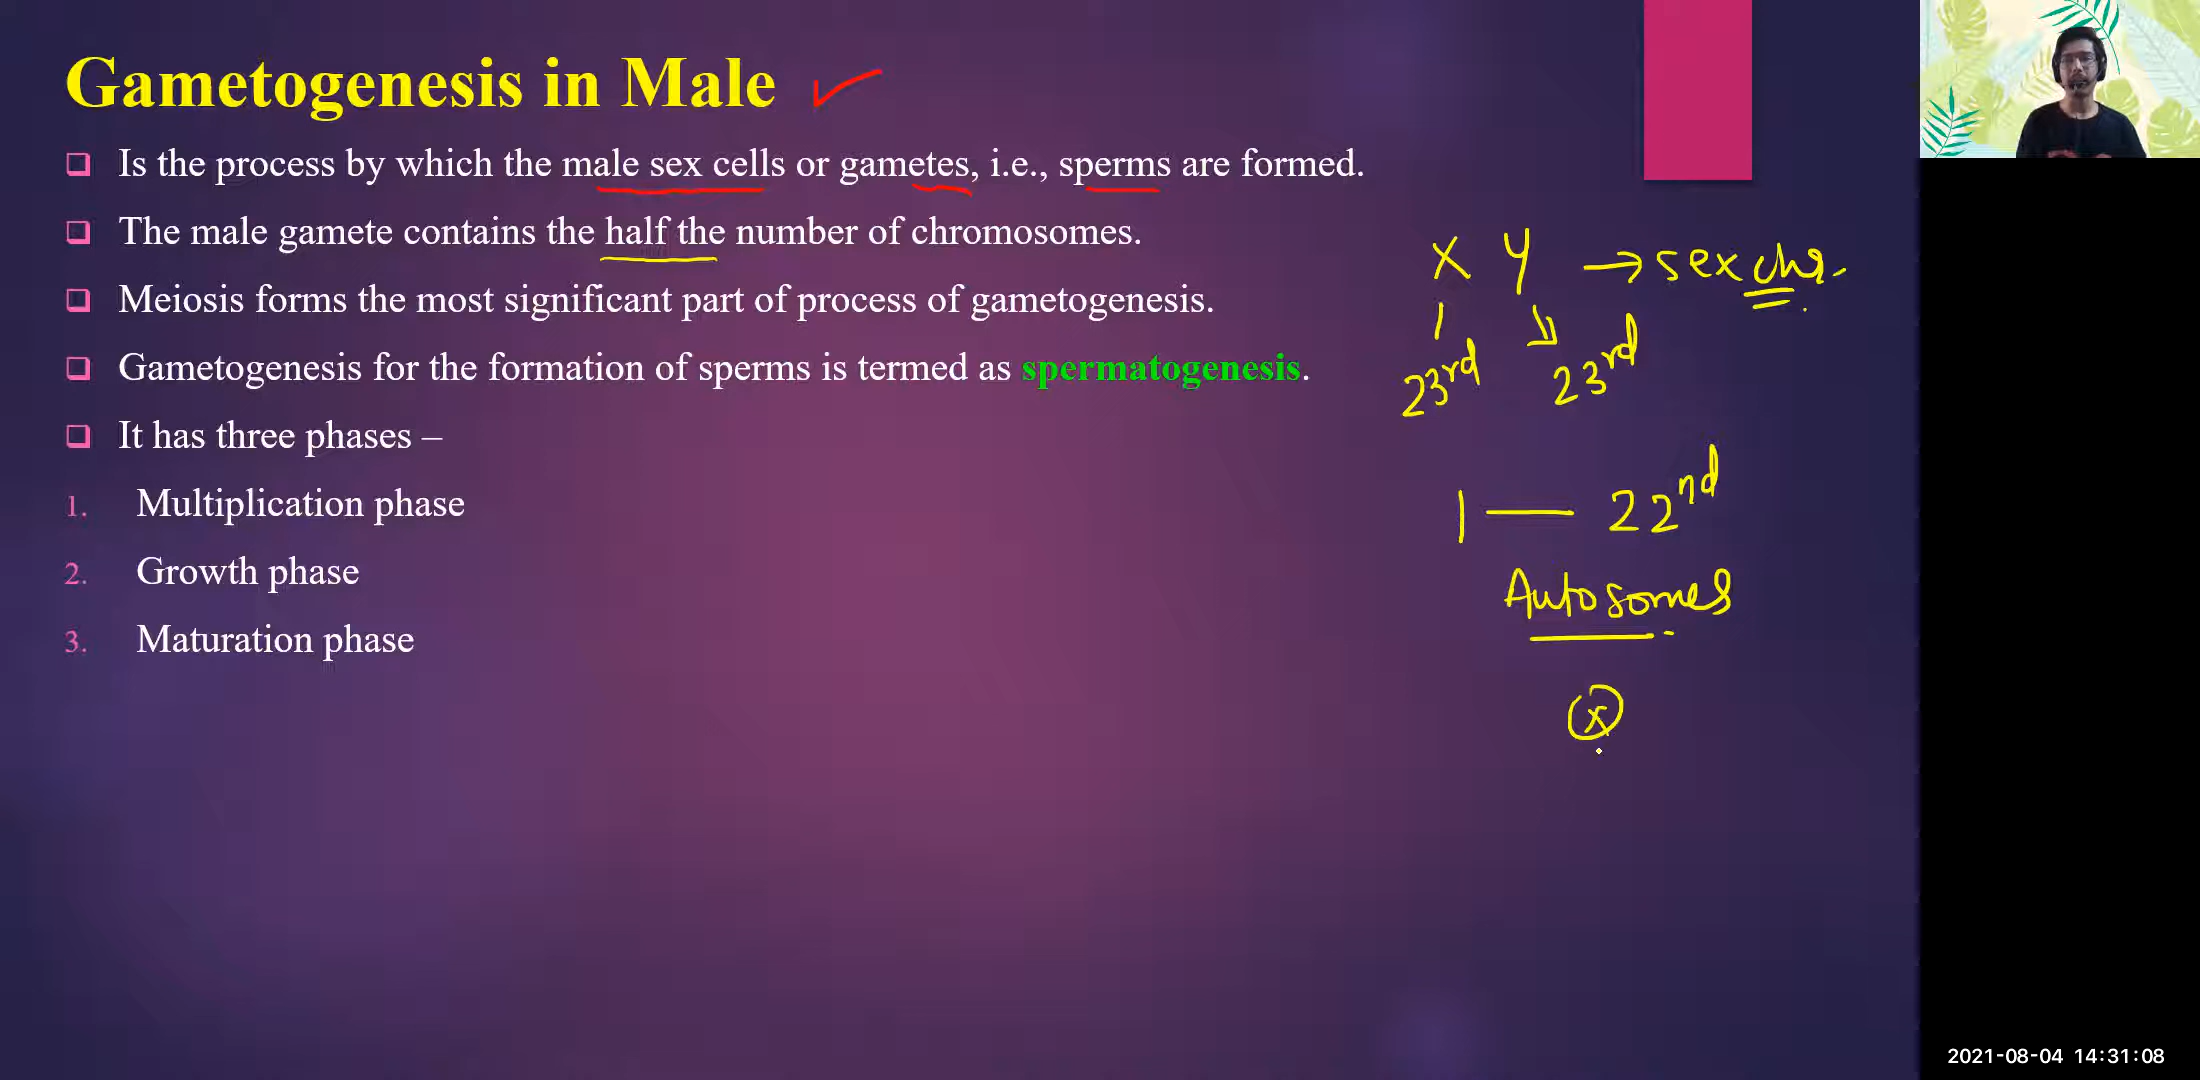 Gametogenesis in Male
Is the process by which the male sex cells or gametes, i.e., sperms are formed.
The male gamete contains the half the number of chromosomes.
Meiosis forms the most significant part of process of gametogenesis.
Gametogenesis for the formation of sperms is termed as spermatogenesis.
It has three phases –
1. Multiplication phase
2. Growth phase
3. Maturation phase
X Y → sex chr.
23rd 23rd
1 — 22nd
Autosomes
X
2021-08-04 14:31:08